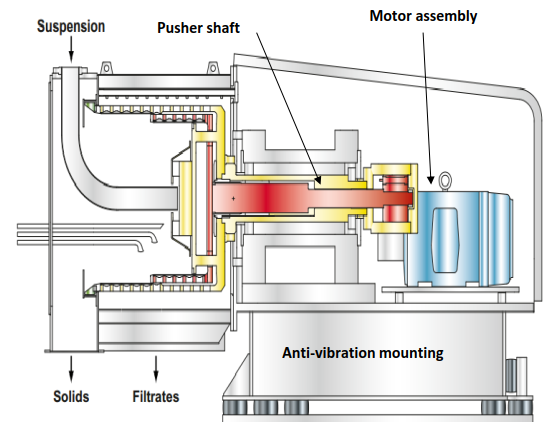 Suspension
Pusher shaft
Motor assembly
Anti-vibration mounting
Solids
Filtrates